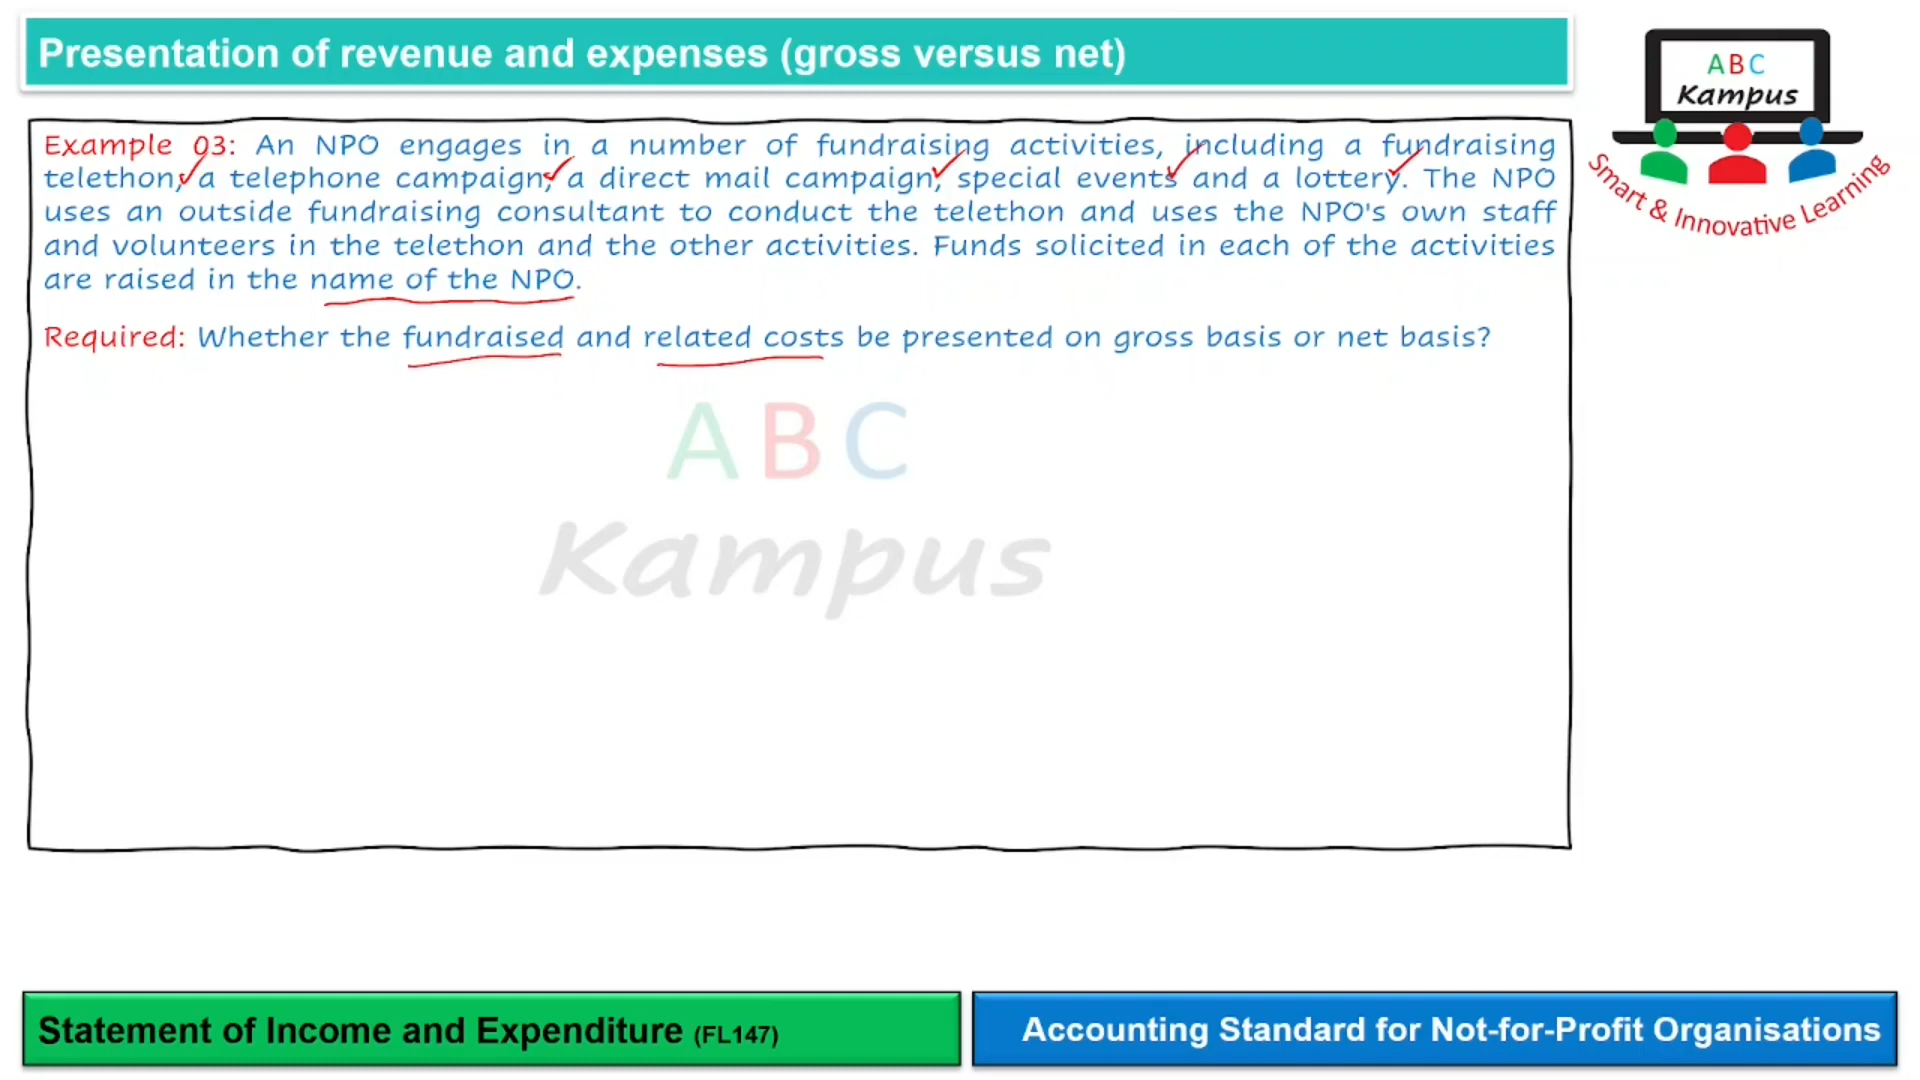 Presentation of revenue and expenses (gross versus net)
ABC
Kampus
Smart & Innovative Learning
Example 03: An NPO engages in a number of fundraising activities, including a fundraising
telethon, a telephone campaign, a direct mail campaign, special events and a lottery. The NPO
uses an outside fundraising consultant to conduct the telethon and uses the NPO's own staff
and volunteers in the telethon and the other activities. Funds solicited in each of the activities
are raised in the name of the NPO.
Required: Whether the fundraised and related costs be presented on gross basis or net basis?
ABC
Kampus
Statement of Income and Expenditure (FL147)
Accounting Standard for Not-for-Profit Organisations